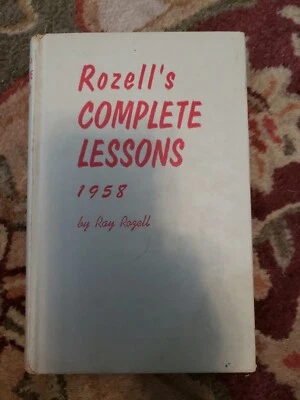 Rozell's
COMPLETE
LESSONS
1958
by Ray Rozell